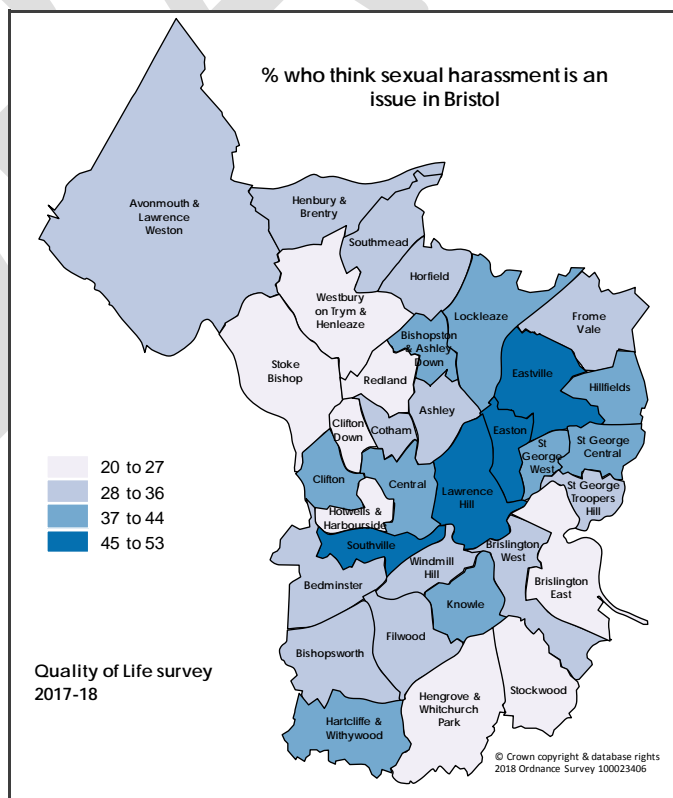 % who think sexual harassment is an
issue in Bristol
Avonmouth &
Lawrence
Weston
Henbury &
Brentry
Southmead
Horfield
Westbury
on Trym &
Henleaze
Lockleaze
Frome
Vale
Bishopston
& Ashley
Down
Stoke
Bishop
Redland
Eastville
Hillfields
Clifton
Down
Cotham
Ashley
Easton
St
George
West
St George
Central
Clifton
Central
Lawrence
Hill
St George
Troopers
Hill
Hotwells &
Harbourside
Southville
Windmill
Hill
Brislington
West
Bedminster
Brislington
East
Knowle
Filwood
Bishopsworth
Hengrove &
Whitchurch
Park
Stockwood
Hartcliffe &
Withywood
20 to 27
28 to 36
37 to 44
45 to 53
Quality of Life survey
2017-18
© Crown copyright & database rights
2018 Ordnance Survey 100023406